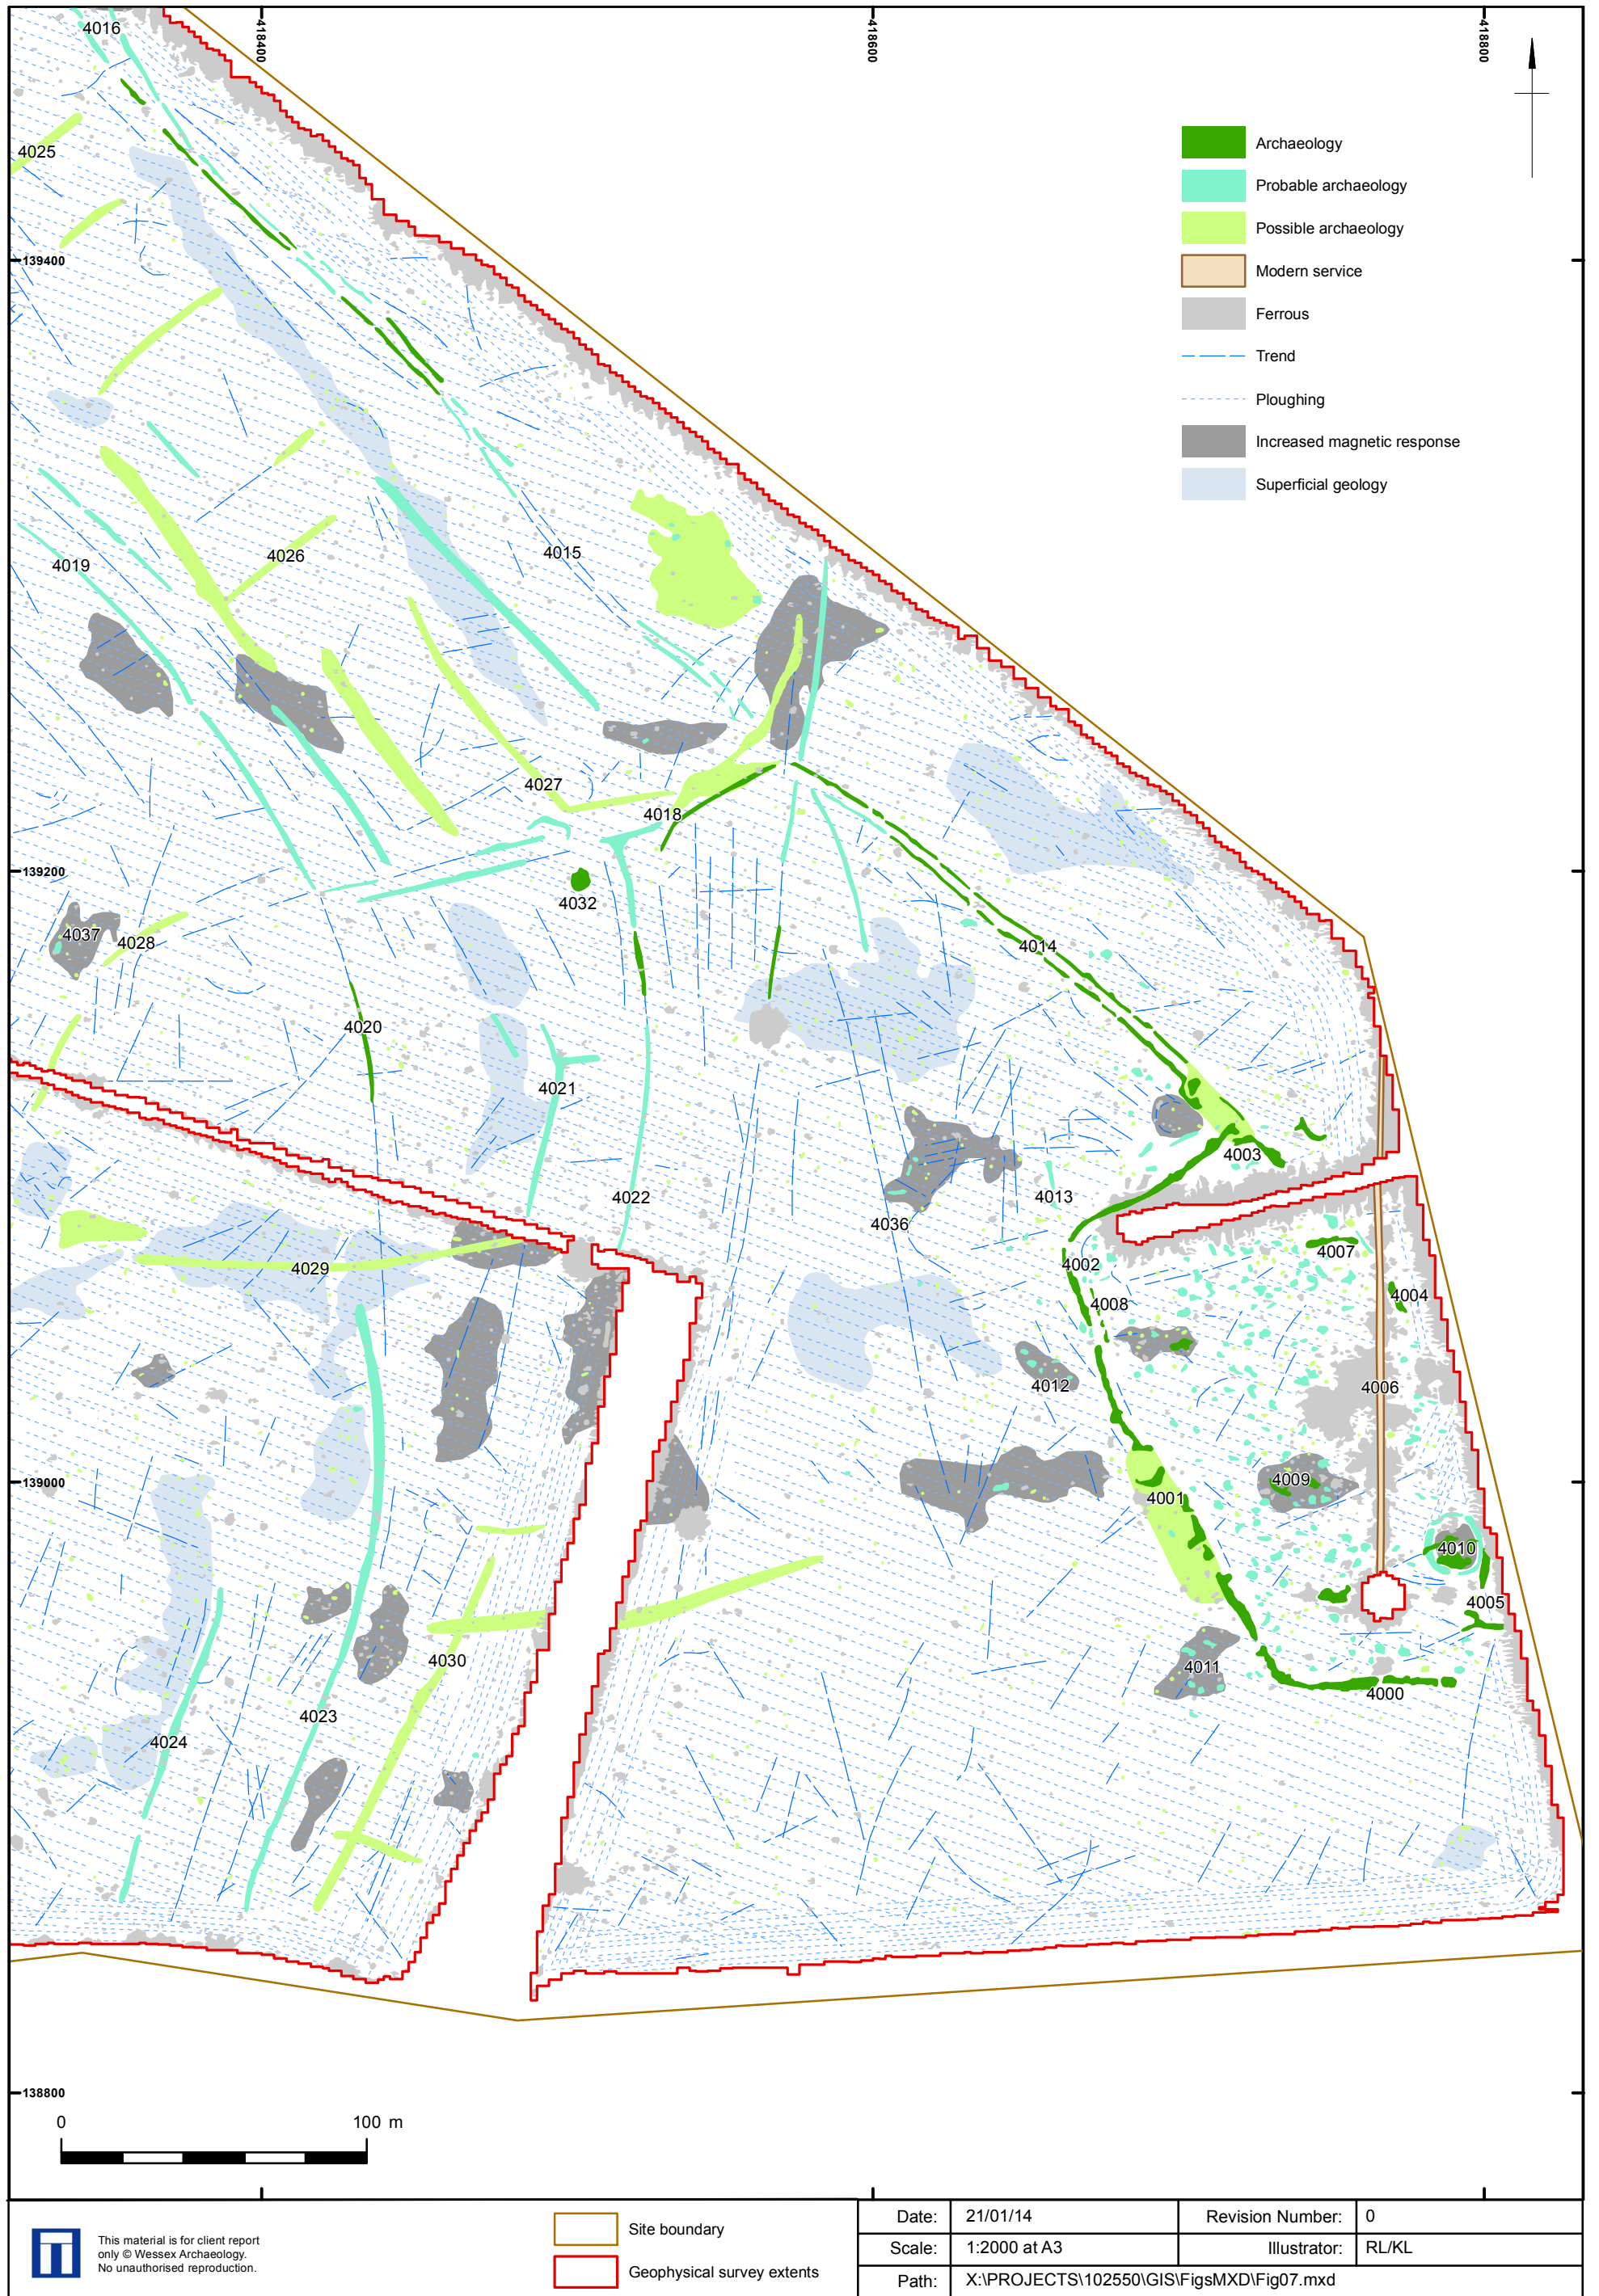 418400
418600
418800
4016
Archaeology
4025
Probable archaeology
Possible archaeology
139400
Modern service
Ferrous
Trend
Ploughing
Increased magnetic response
Superficial geology
4015
4026
4019
4027
4018
139200
4032
4037
4028
4014
4020
4021
4003
4013
4022
4036
4007
4002
4029
4004
4008
4012
4006
139000
4009
4001
4010
4005
4030
4011
4000
4023
4024
138800
0 100 m
This material is for client report
only © Wessex Archaeology.
No unauthorised reproduction.
Site boundary
Geophysical survey extents
Date: 21/01/14 Revision Number: 0
Scale: 1:2000 at A3 Illustrator: RL/KL
Path: X:\PROJECTS\102550\GIS\FigsMXD\Fig07.mxd